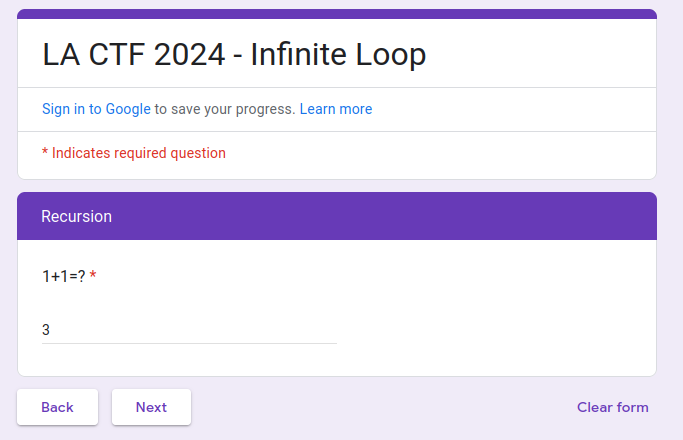 LA CTF 2024 - Infinite Loop
Sign in to Google to save your progress. Learn more
* Indicates required question
Recursion
1+1=? *
3
Back Next Clear form